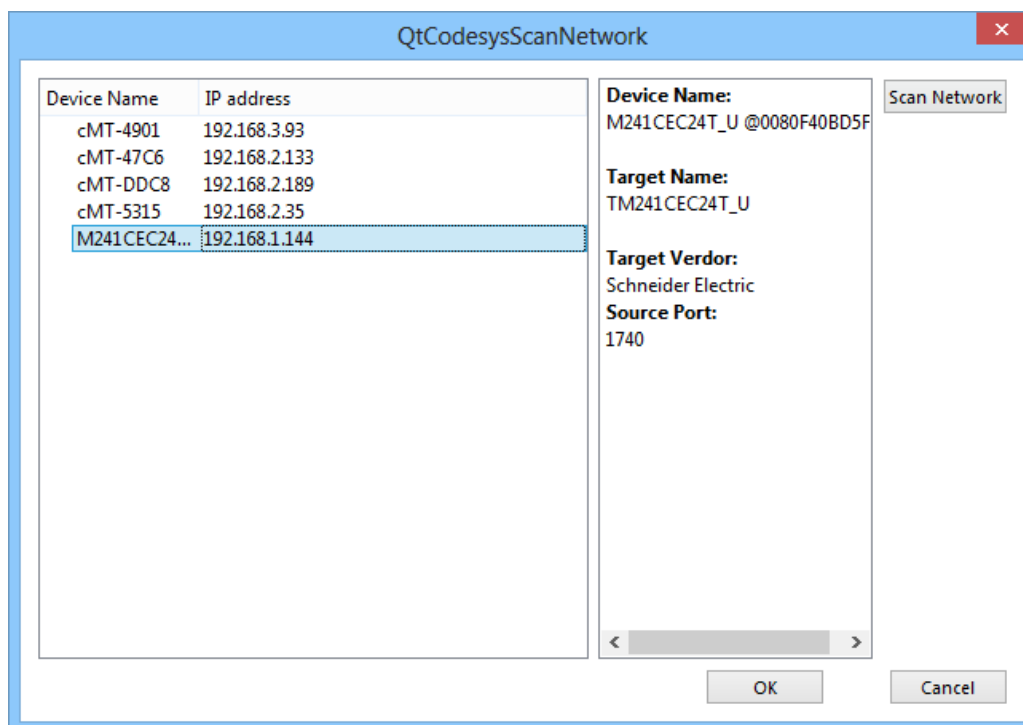 QtCodesysScanNetwork
Device Name IP address
cMT-4901 192.168.3.93
cMT-47C6 192.168.2.133
cMT-DDC8 192.168.2.189
cMT-5315 192.168.2.35
M241CEC24... 192.168.1.144
Device Name:
M241CEC24T_U @0080F40BD5F
Target Name:
TM241CEC24T_U
Target Verdor:
Schneider Electric
Source Port:
1740
Scan Network
OK Cancel